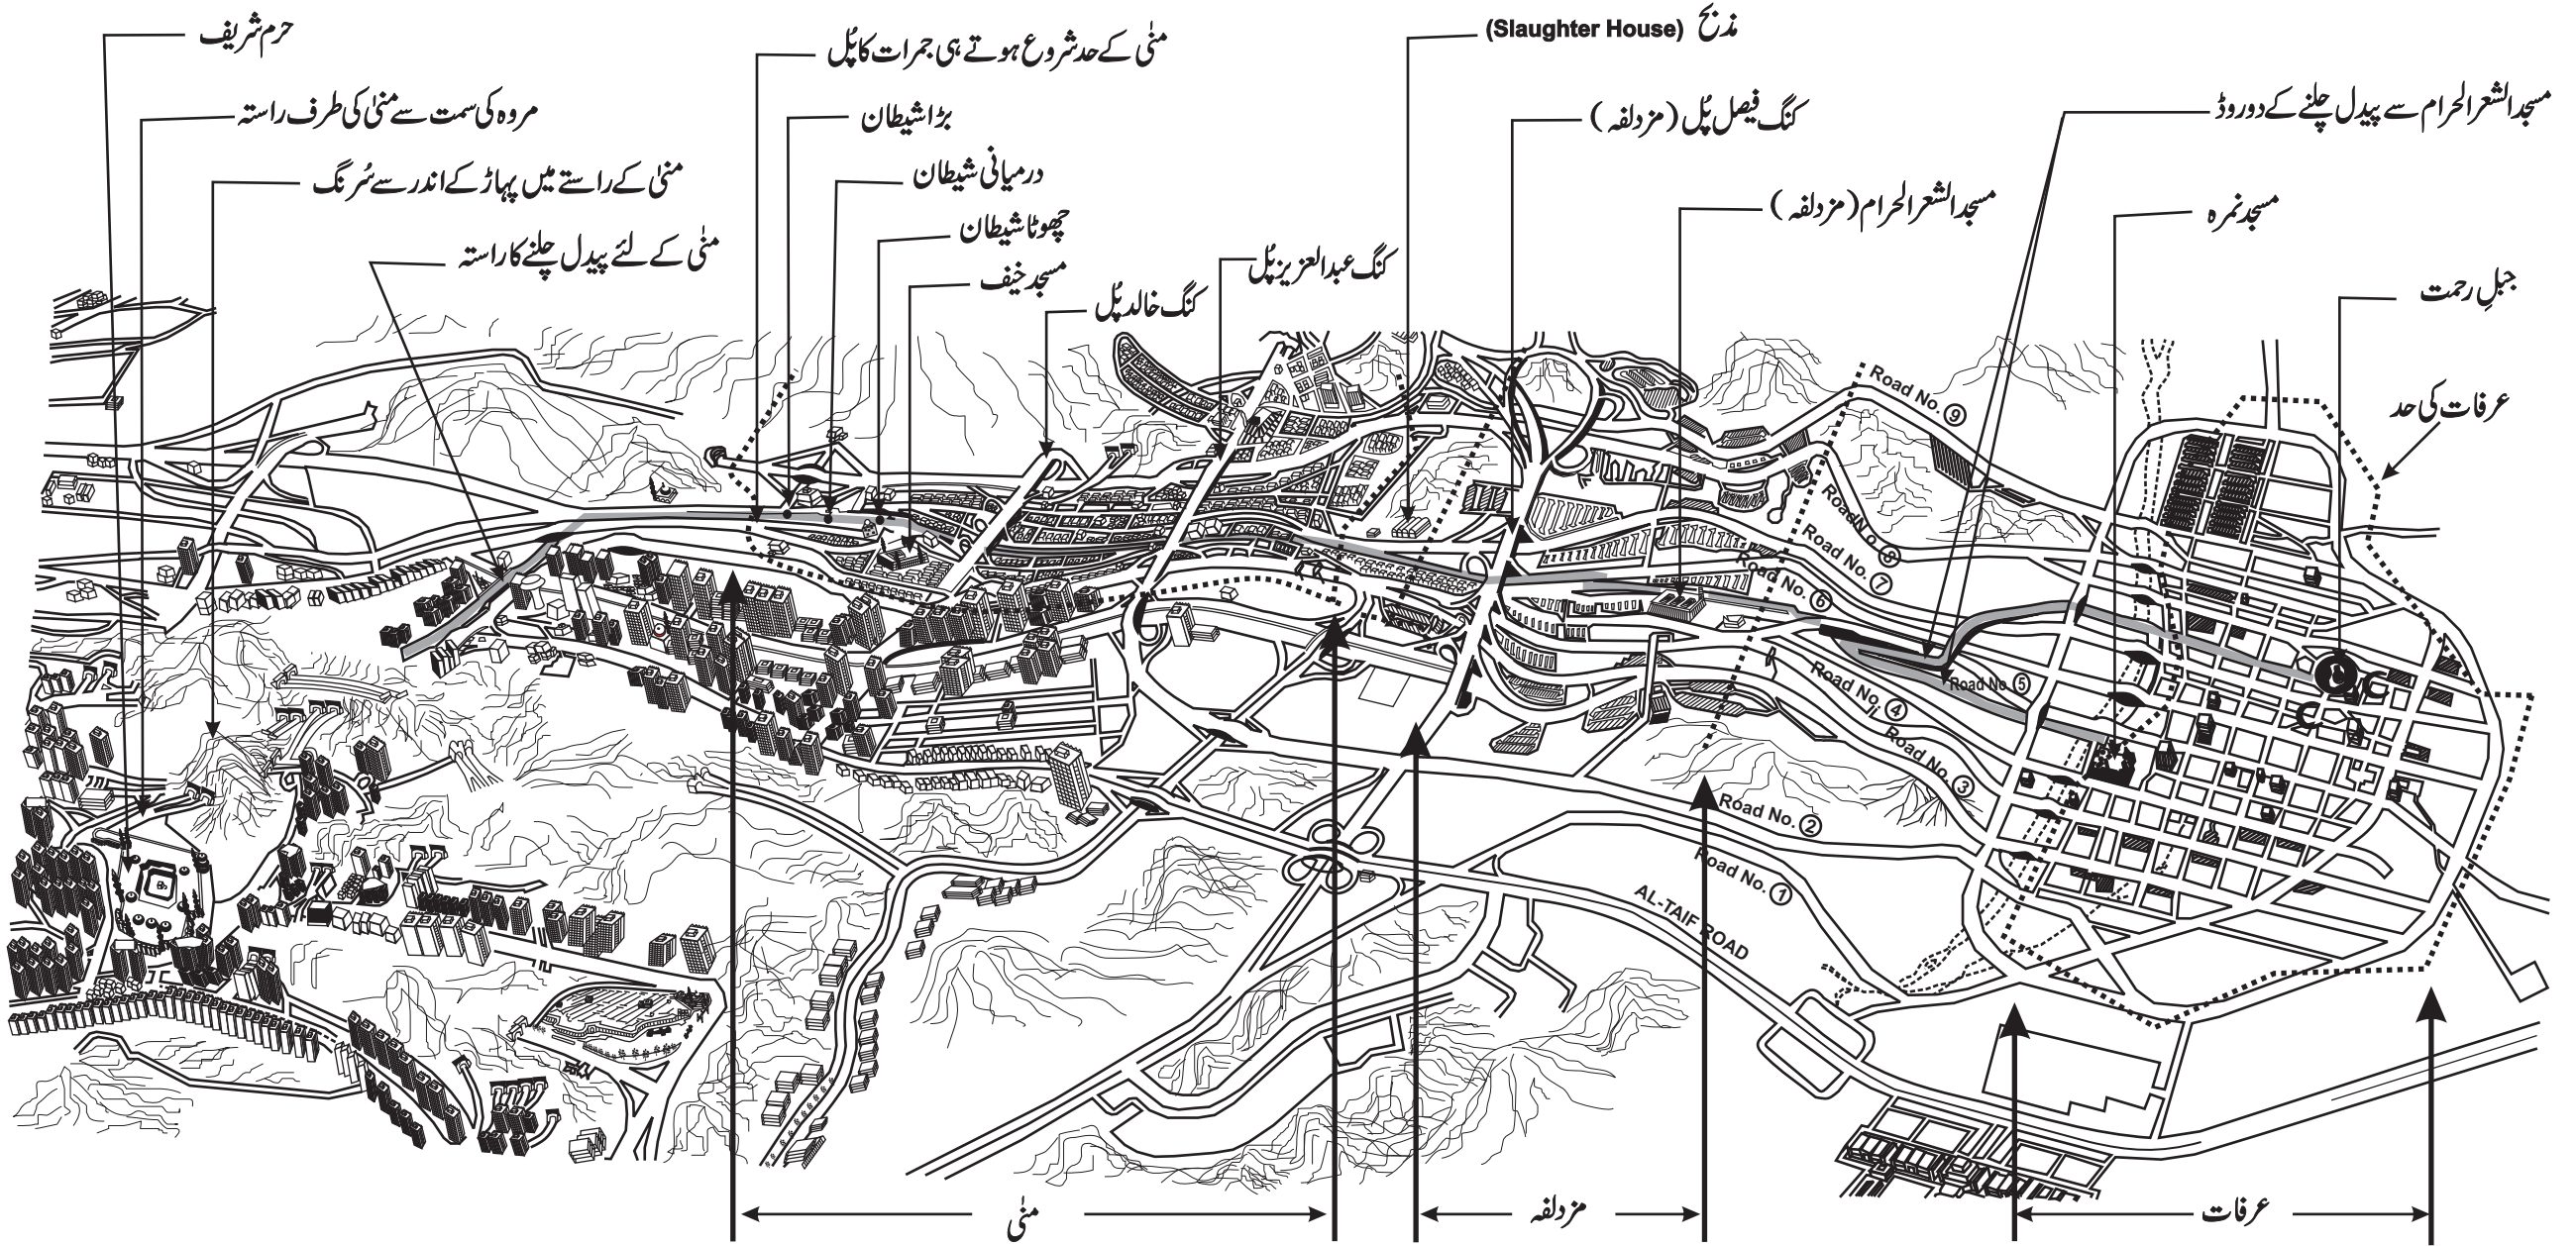 حرم شریف
مروہ کی سمت سے منیٰ کی طرف راستہ
منیٰ کے راستے میں پہاڑ کے اندر سے سُرنگ
منیٰ کے لئے پیدل چلنے کا راستہ
منیٰ کے حد شروع ہوتے ہی جمرات کا پُل
بڑا شیطان
درمیانی شیطان
چھوٹا شیطان
مسجد خیف
کنگ خالد پُل
کنگ عبدالعزیز پُل
مذبح (Slaughter House)
کنگ فیصل پُل (مزدلفہ)
مسجد الشعر الحرام (مزدلفہ)
مسجد الشعر الحرام سے پیدل چلنے کے دو روڈ
مسجد نمرہ
جبلِ رحمت
عرفات کی حد
Road No. 9
Road No. 8
Road No. 7
Road No. 6
Road No. 5
Road No. 4
Road No. 3
Road No. 2
Road No. 1
AL-TAIF ROAD
منیٰ
مزدلفہ
عرفات